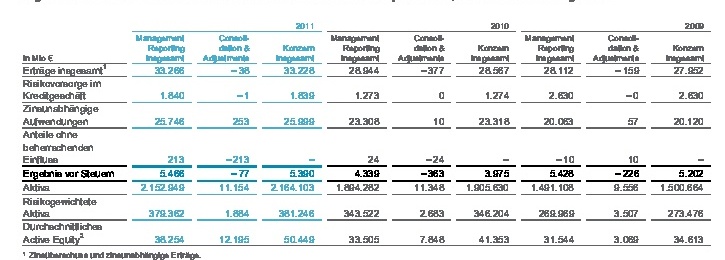 2011 2010 2009
Management Consoli- Management Consoli- Management Consoli-
Reporting dation & Konzern Reporting dation & Konzern Reporting dation & Konzern
In Mio € insgesamt Adjustments insgesamt insgesamt Adjustments insgesamt insgesamt Adjustments insgesamt
Erträge insgesamt¹ 33.266 –38 33.228 28.944 –377 28.567 28.112 –159 27.952
Risikovorsorge im
Kreditgeschäft 1.840 –1 1.839 1.273 0 1.274 2.630 –0 2.630
Zinsunabhängige
Aufwendungen 25.746 253 25.999 23.308 10 23.318 20.063 57 20.120
Anteile ohne
beherrschenden
Einfluss 213 –213 – 24 –24 – –10 10 –
Ergebnis vor Steuern 5.466 –77 5.390 4.339 –363 3.975 5.428 –226 5.202
Aktiva 2.152.949 11.154 2.164.103 1.894.282 11.348 1.905.630 1.491.108 9.556 1.500.664
Risikogewichtete
Aktiva 379.362 1.884 381.246 343.522 2.683 346.204 269.969 3.507 273.476
Durchschnittliches
Active Equity² 38.254 12.195 50.449 33.505 7.848 41.353 31.544 3.069 34.613
¹ Zinsüberschuss und zinsunabhängige Erträge.